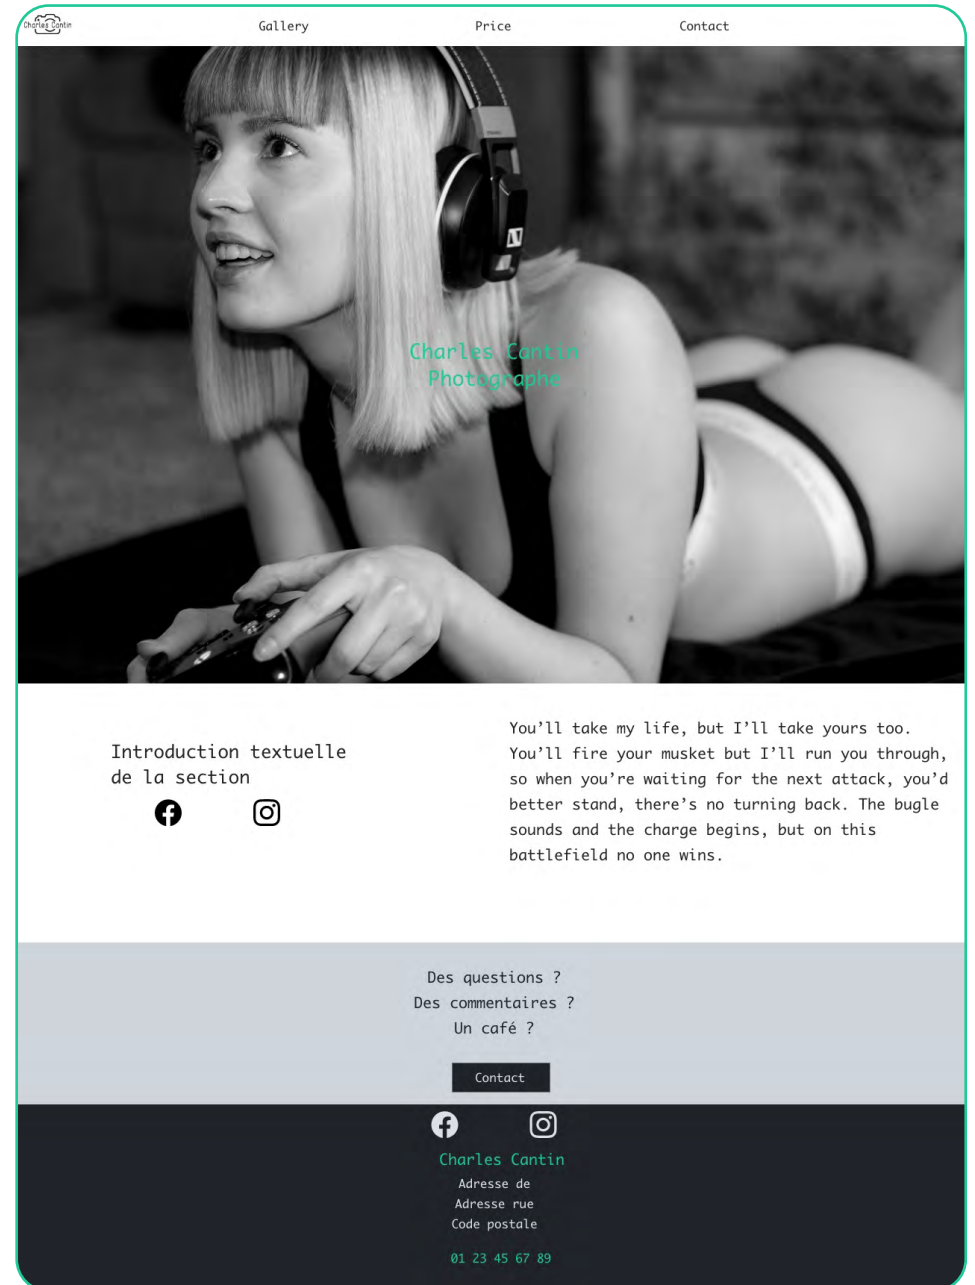 Charles Cantin
Gallery
Price
Contact
Charles Cantin
Photographe
Introduction textuelle
de la section
You’ll take my life, but I’ll take yours too.
You’ll fire your musket but I’ll run you through,
so when you’re waiting for the next attack, you’d
better stand, there’s no turning back. The bugle
sounds and the charge begins, but on this
battlefield no one wins.
Des questions ?
Des commentaires ?
Un café ?
Contact
Charles Cantin
Adresse de
Adresse rue
Code postale
01 23 45 67 89